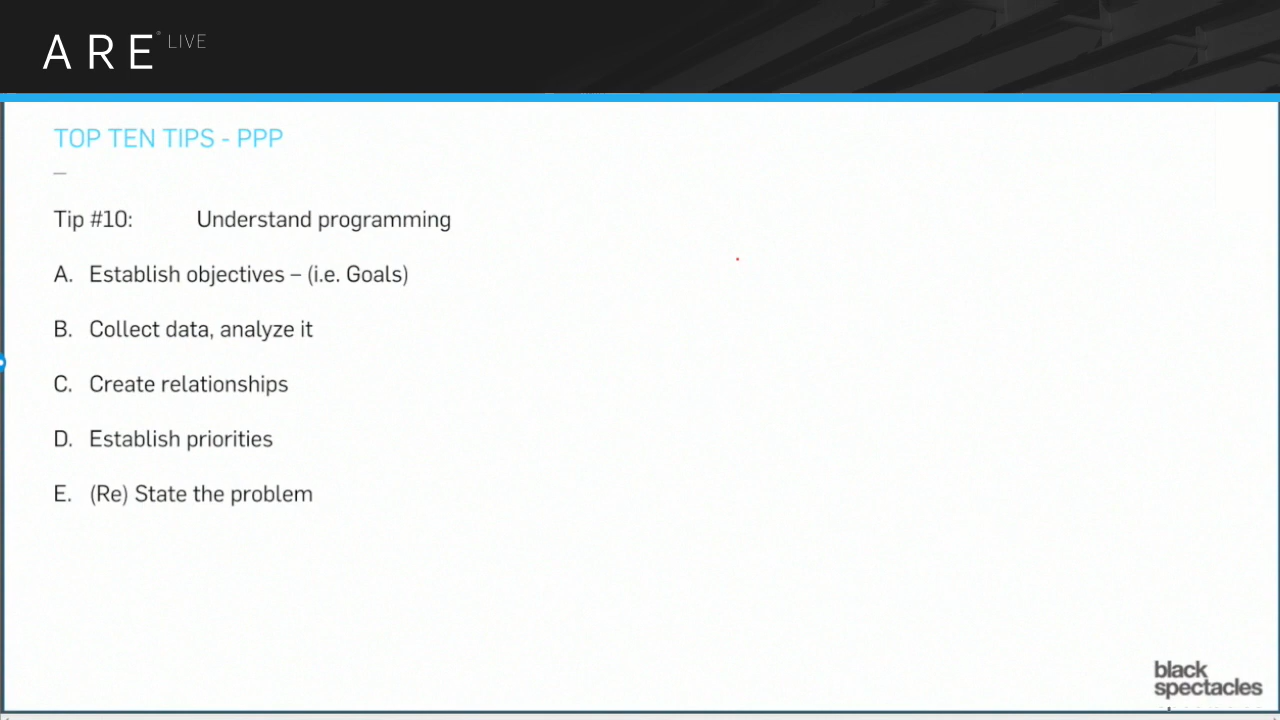 ARE® LIVE
TOP TEN TIPS - PPP
Tip #10: Understand programming
A. Establish objectives – (i.e. Goals)
B. Collect data, analyze it
C. Create relationships
D. Establish priorities
E. (Re) State the problem
black
spectacles